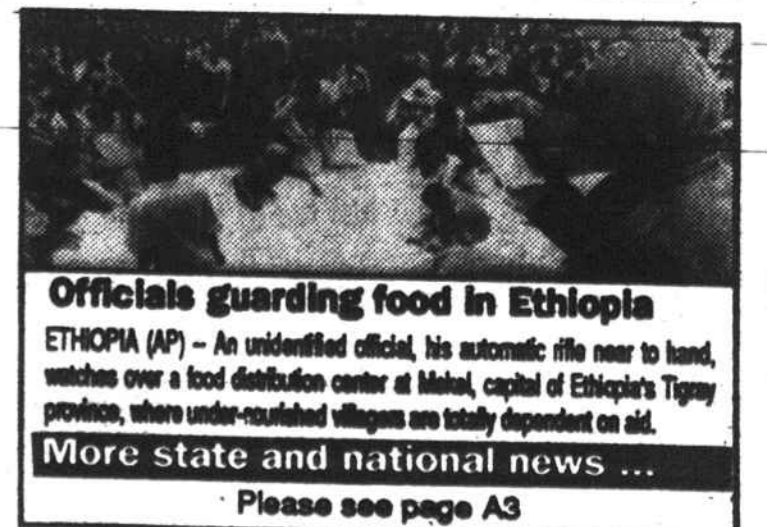 Officials guarding food in Ethiopia
ETHIOPIA (AP) – An unidentified official, his automatic rifle near to hand,
watches over a food distribution center at Makal, capital of Ethiopia's Tigray
province, where under-nourished villagers are totally dependent on aid.
More state and national news ...
Please see page A3